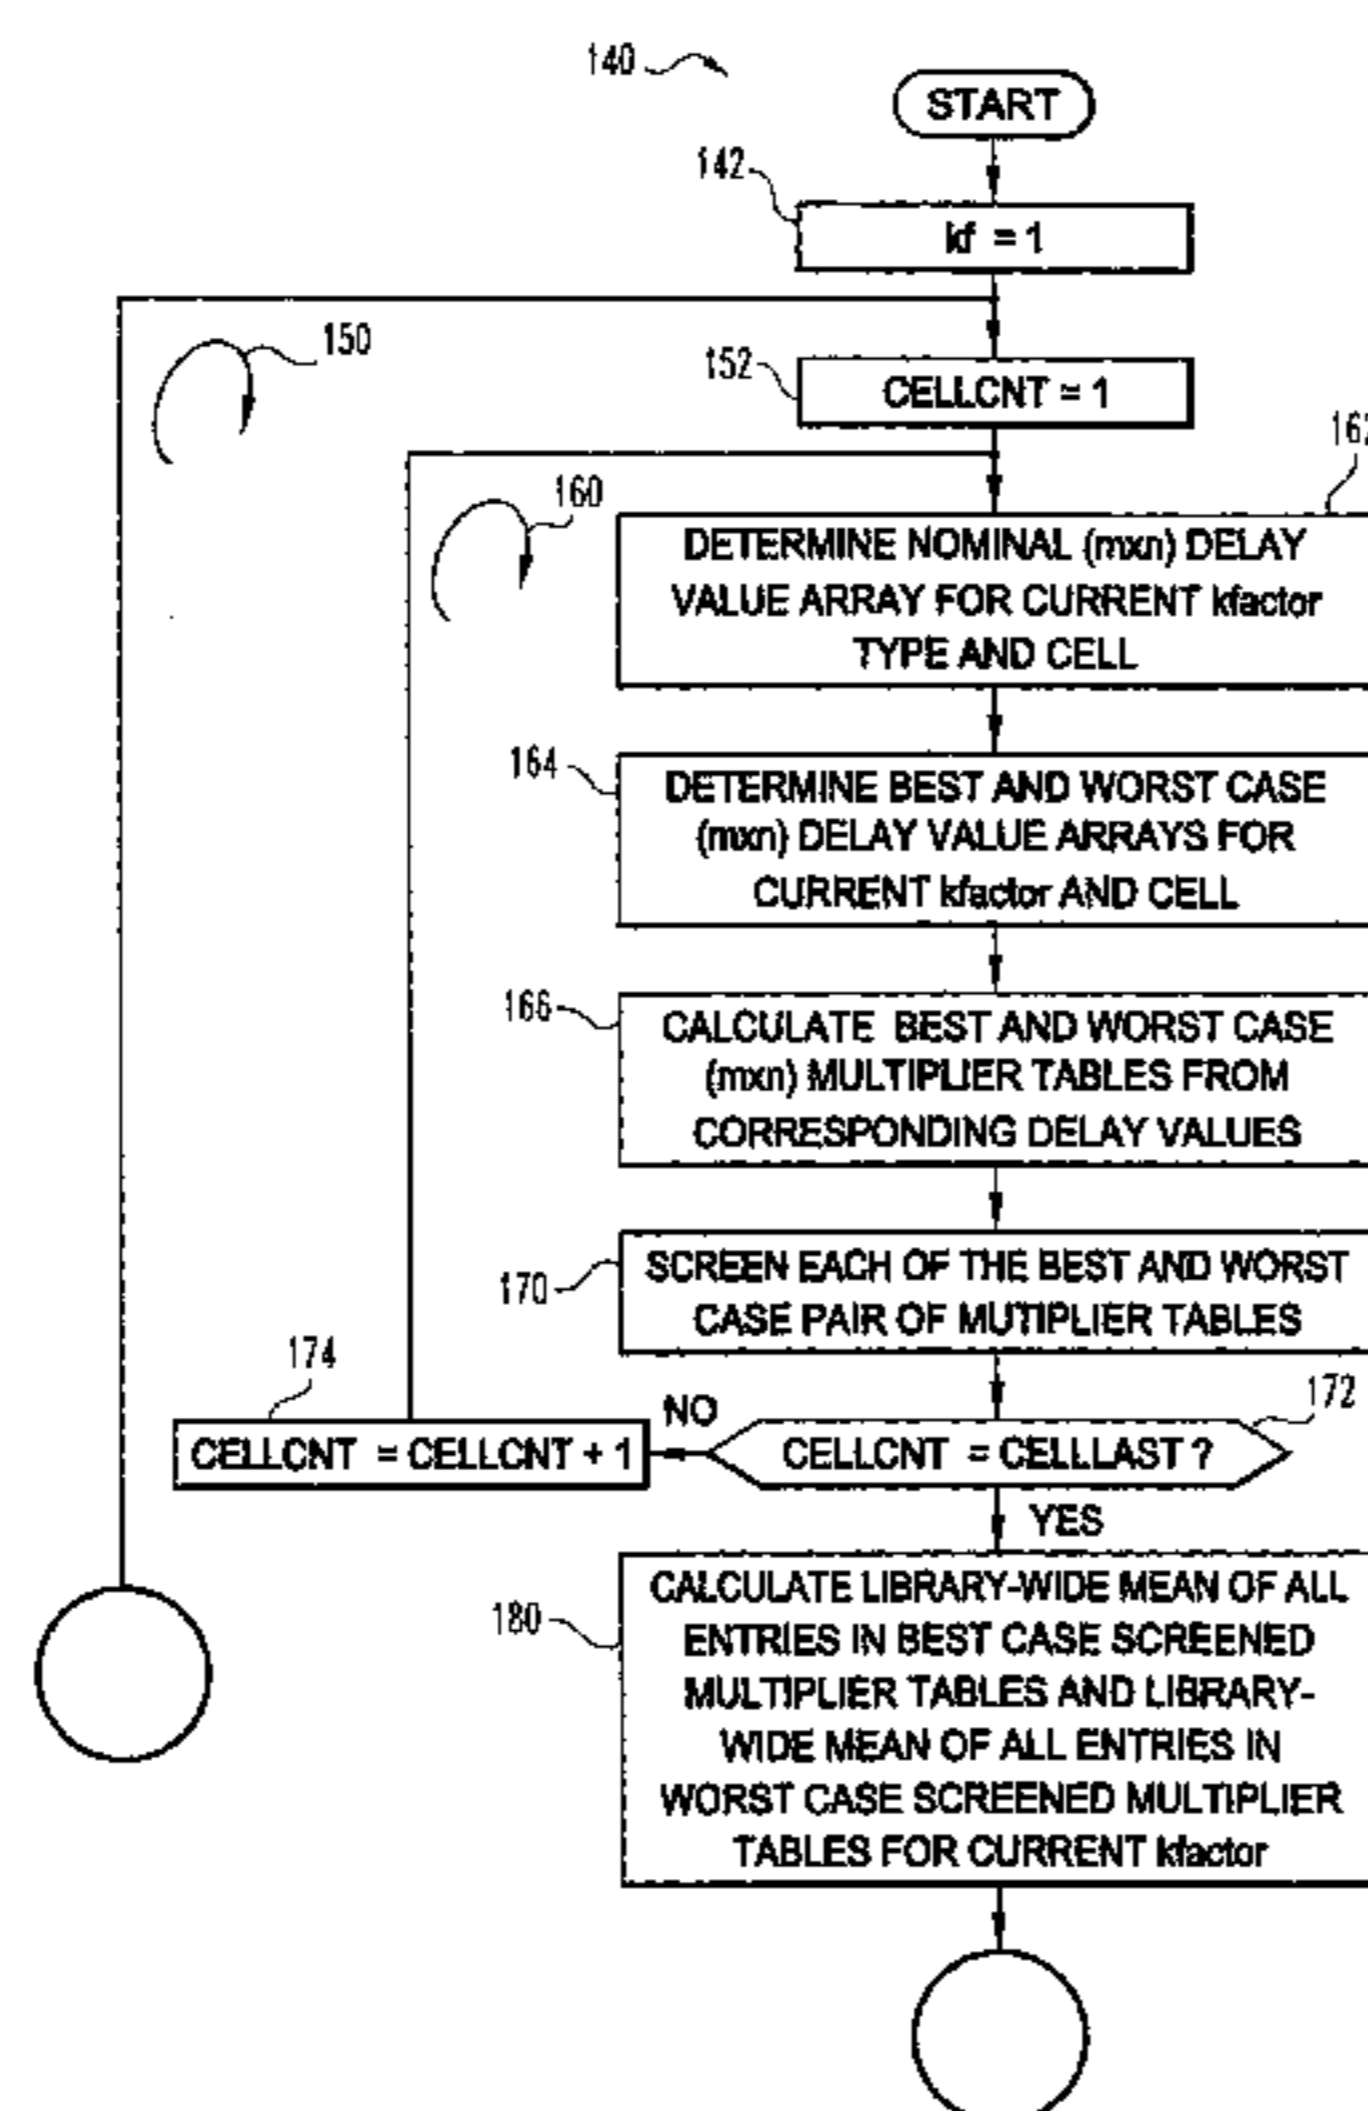 140
START
142
kf = 1
150
152
CELLCNT = 1
160
DETERMINE NOMINAL (mxn) DELAY
VALUE ARRAY FOR CURRENT kfactor
TYPE AND CELL
164
DETERMINE BEST AND WORST CASE
(mxn) DELAY VALUE ARRAYS FOR
CURRENT kfactor AND CELL
166
CALCULATE BEST AND WORST CASE
(mxn) MULTIPLIER TABLES FROM
CORRESPONDING DELAY VALUES
170
SCREEN EACH OF THE BEST AND WORST
CASE PAIR OF MUTIPLIER TABLES
174
CELLCNT = CELLCNT + 1
NO
172
CELLCNT = CELLLAST ?
YES
180
CALCULATE LIBRARY-WIDE MEAN OF ALL
ENTRIES IN BEST CASE SCREENED
MULTIPLIER TABLES AND LIBRARY-
WIDE MEAN OF ALL ENTRIES IN
WORST CASE SCREENED MULTIPLIER
TABLES FOR CURRENT kfactor